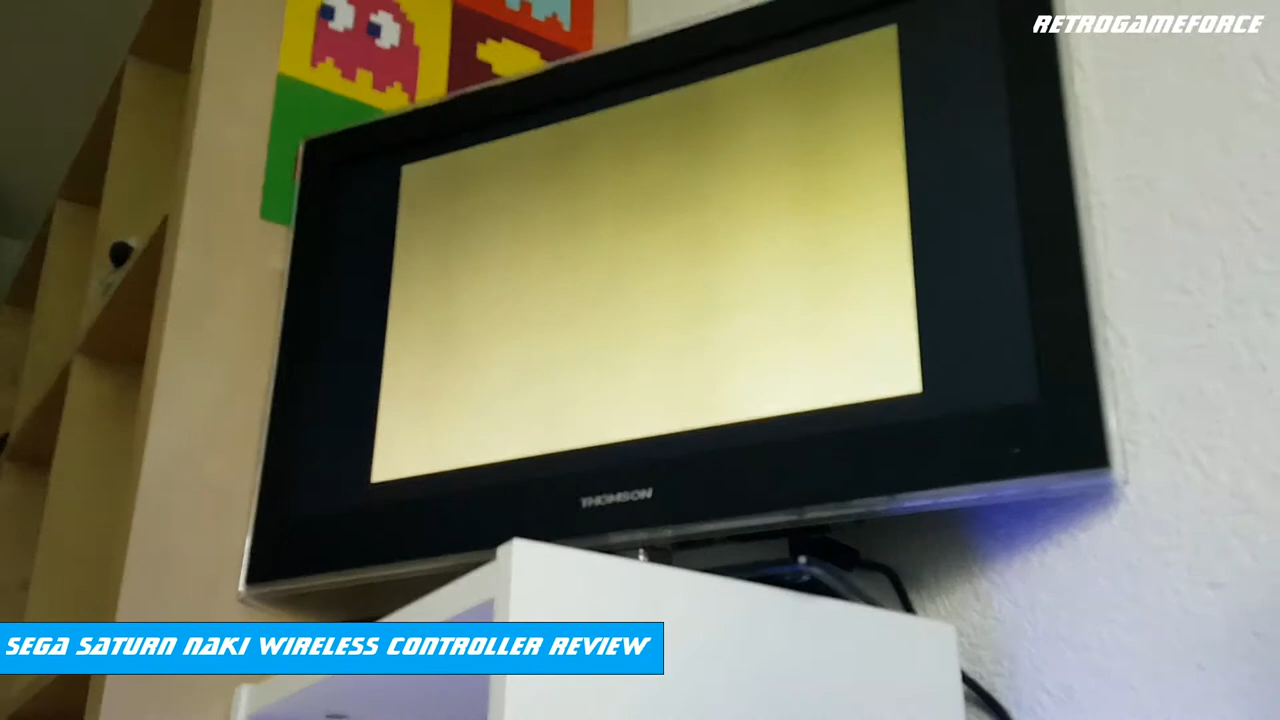 RETROGAMEFORCE
THOMSON
SEGA SATURN NAKI WIRELESS CONTROLLER REVIEW